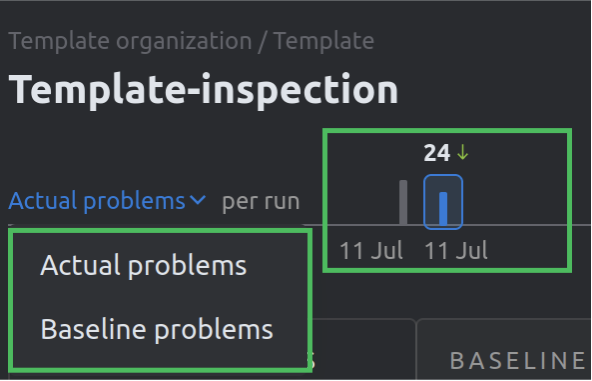 Template organization / Template
Template-inspection
24 ↓
Actual problems per run
11 Jul 11 Jul
Actual problems
Baseline problems
BASELINE